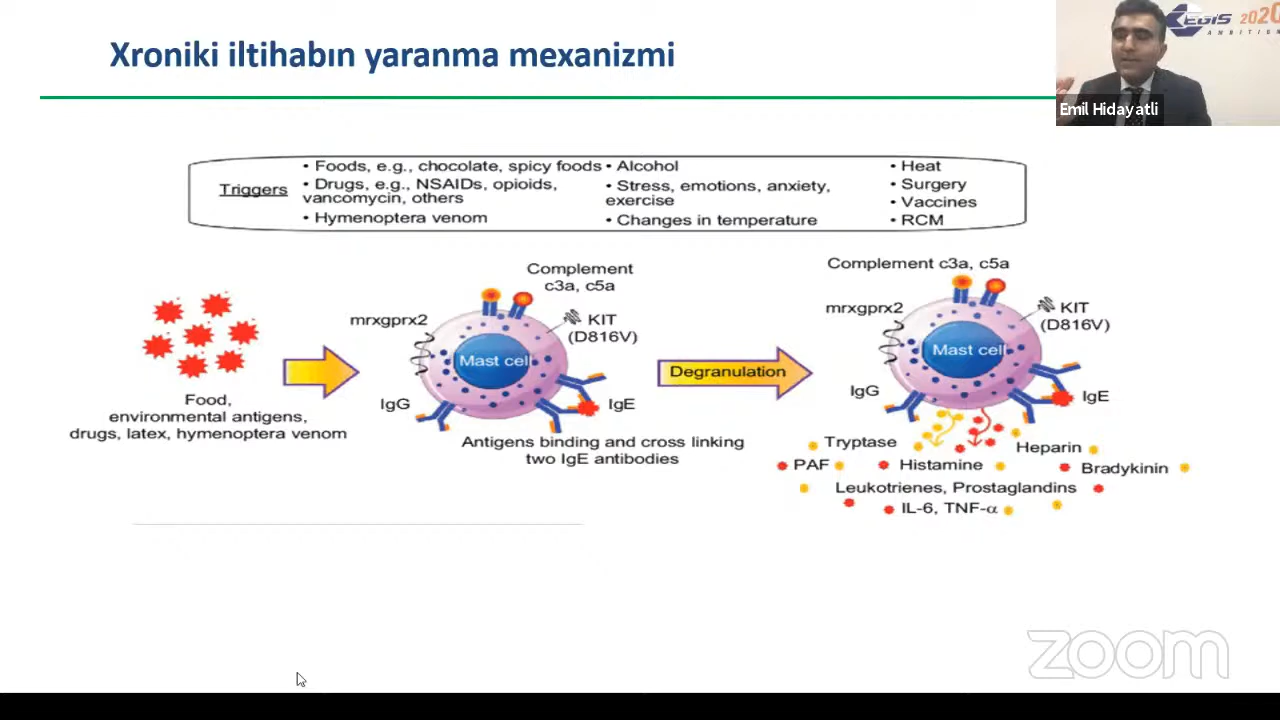 Xroniki iltihabın yaranma mexanizmi
EGIS 2020
AMBITION
Emil Hidayatli
Triggers
• Foods, e.g., chocolate, spicy foods
• Drugs, e.g., NSAIDs, opioids,
vancomycin, others
• Hymenoptera venom
• Alcohol
• Stress, emotions, anxiety,
exercise
• Changes in temperature
• Heat
• Surgery
• Vaccines
• RCM
Food,
environmental antigens,
drugs, latex, hymenoptera venom
Complement
c3a, c5a
mrxgprx2
KIT
(D816V)
Mast cell
IgG
IgE
Antigens binding and cross linking
two IgE antibodies
Degranulation
Complement c3a, c5a
mrxgprx2
KIT
(D816V)
Mast cell
IgG
IgE
Tryptase
Heparin
PAF
Histamine
Bradykinin
Leukotrienes, Prostaglandins
IL-6, TNF-α
zoom